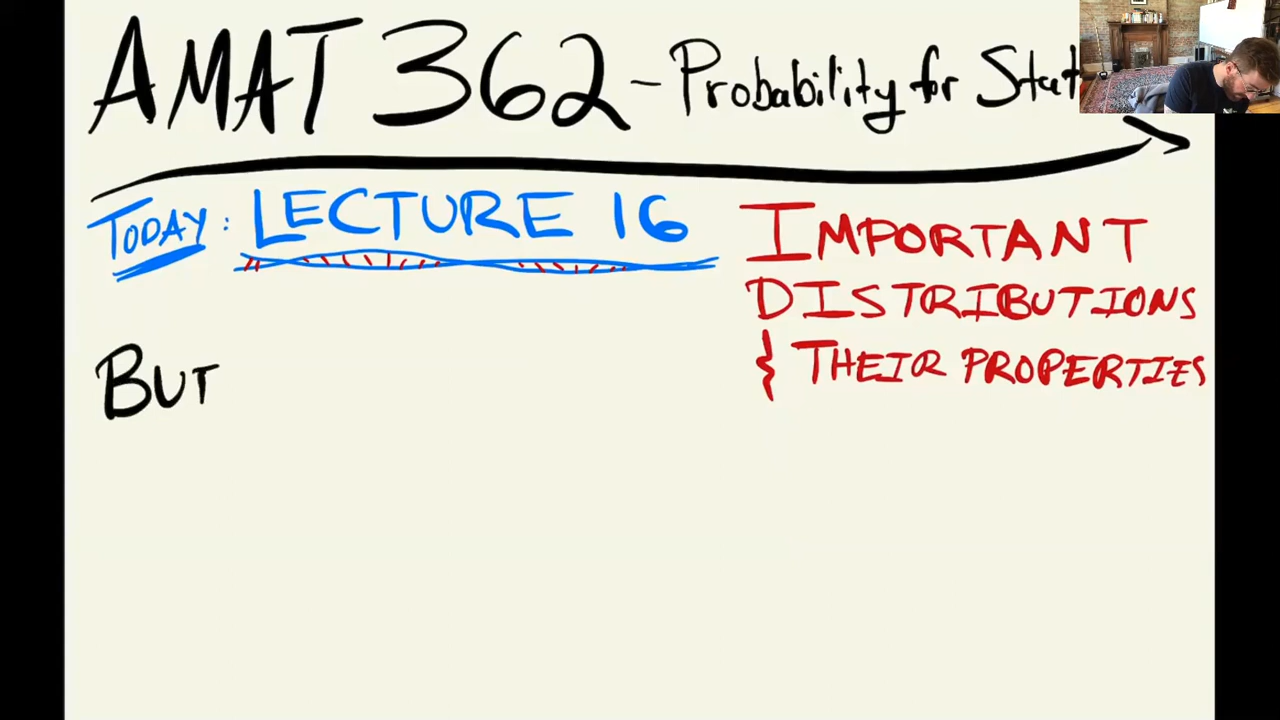 AMAT 362 - Probability for Stat
TODAY: LECTURE 16
IMPORTANT
DISTRIBUTIONS
& THEIR PROPERTIES
BUT